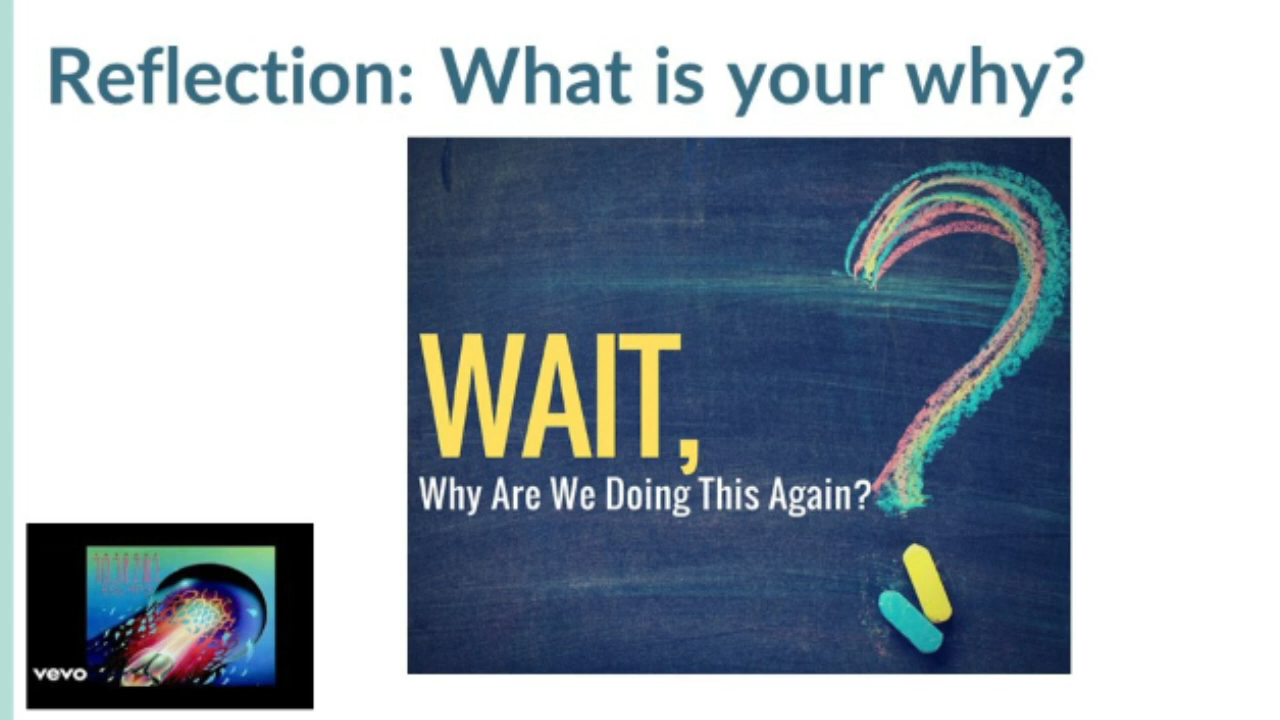 Reflection: What is your why?
WAIT,
Why Are We Doing This Again?
vevo